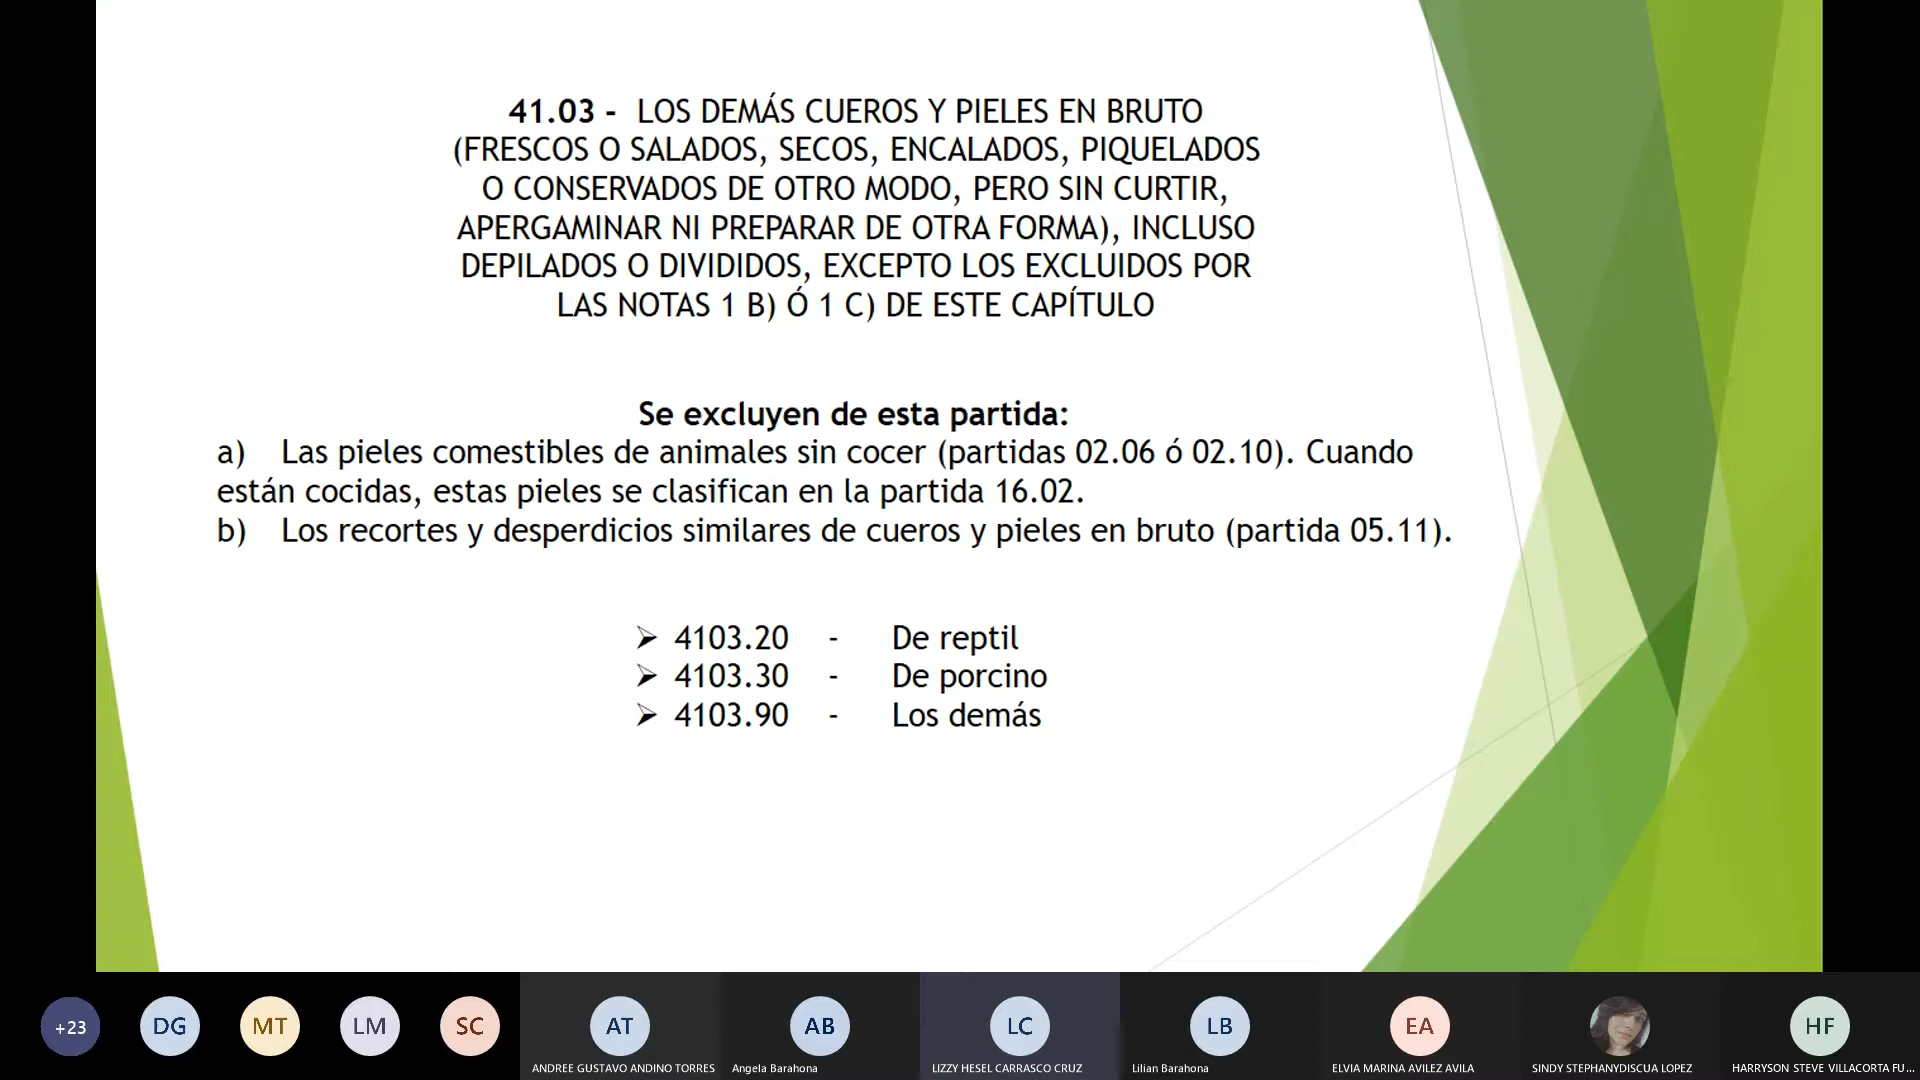 41.03 - LOS DEMÁS CUEROS Y PIELES EN BRUTO
(FRESCOS O SALADOS, SECOS, ENCALADOS, PIQUELADOS
O CONSERVADOS DE OTRO MODO, PERO SIN CURTIR,
APERGAMINAR NI PREPARAR DE OTRA FORMA), INCLUSO
DEPILADOS O DIVIDIDOS, EXCEPTO LOS EXCLUIDOS POR
LAS NOTAS 1 B) Ó 1 C) DE ESTE CAPÍTULO
Se excluyen de esta partida:
a) Las pieles comestibles de animales sin cocer (partidas 02.06 ó 02.10). Cuando
están cocidas, estas pieles se clasifican en la partida 16.02.
b) Los recortes y desperdicios similares de cueros y pieles en bruto (partida 05.11).
➢ 4103.20 - De reptil
➢ 4103.30 - De porcino
➢ 4103.90 - Los demás
+23 DG MT LM SC AT AB LC LB EA HF
ANDREE GUSTAVO ANDINO TORRES Angela Barahona LIZZY HESEL CARRASCO CRUZ Lilian Barahona ELVIA MARINA AVILEZ AVILA SINDY STEPHANYDISCUA LOPEZ HARRYSON STEVE VILLACORTA FU...